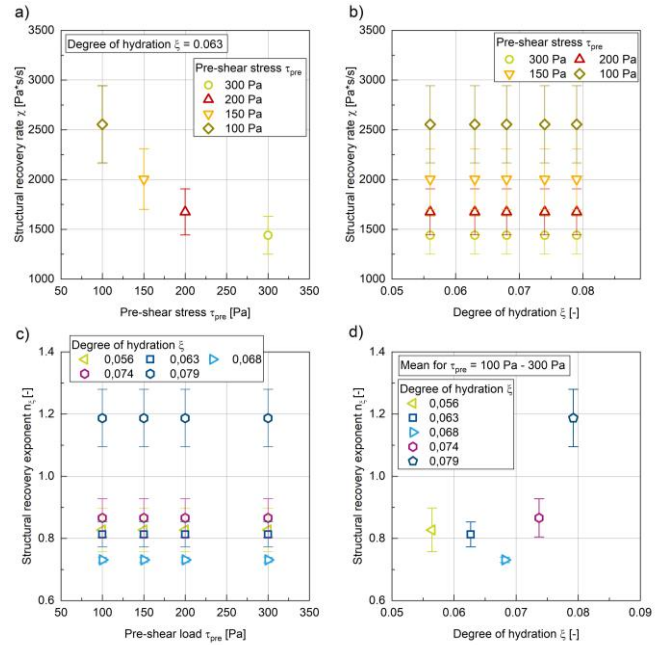 a)
Degree of hydration ξ = 0.063
Pre-shear stress τpre
300 Pa
200 Pa
150 Pa
100 Pa
Structural recovery rate χ [Pa*s/s]
3500
3000
2500
2000
1500
1000
50 100 150 200 250 300 350
Pre-shear stress τpre [Pa]
b)
Pre-shear stress τpre
300 Pa 200 Pa
150 Pa 100 Pa
Structural recovery rate χ [Pa*s/s]
3500
3000
2500
2000
1500
1000
0.05 0.06 0.07 0.08
Degree of hydration ξ [-]
c)
Degree of hydration ξ
0,056 0,063 0,068
0,074 0,079
Structural recovery exponent nξ [-]
1.4
1.2
1.0
0.8
0.6
50 100 150 200 250 300 350
Pre-shear load τpre [Pa]
d)
Mean for τpre = 100 Pa - 300 Pa
Degree of hydration ξ
0,056
0,063
0,068
0,074
0,079
Structural recovery exponent nξ [-]
1.4
1.2
1.0
0.8
0.6
0.05 0.06 0.07 0.08 0.09
Degree of hydration ξ [-]